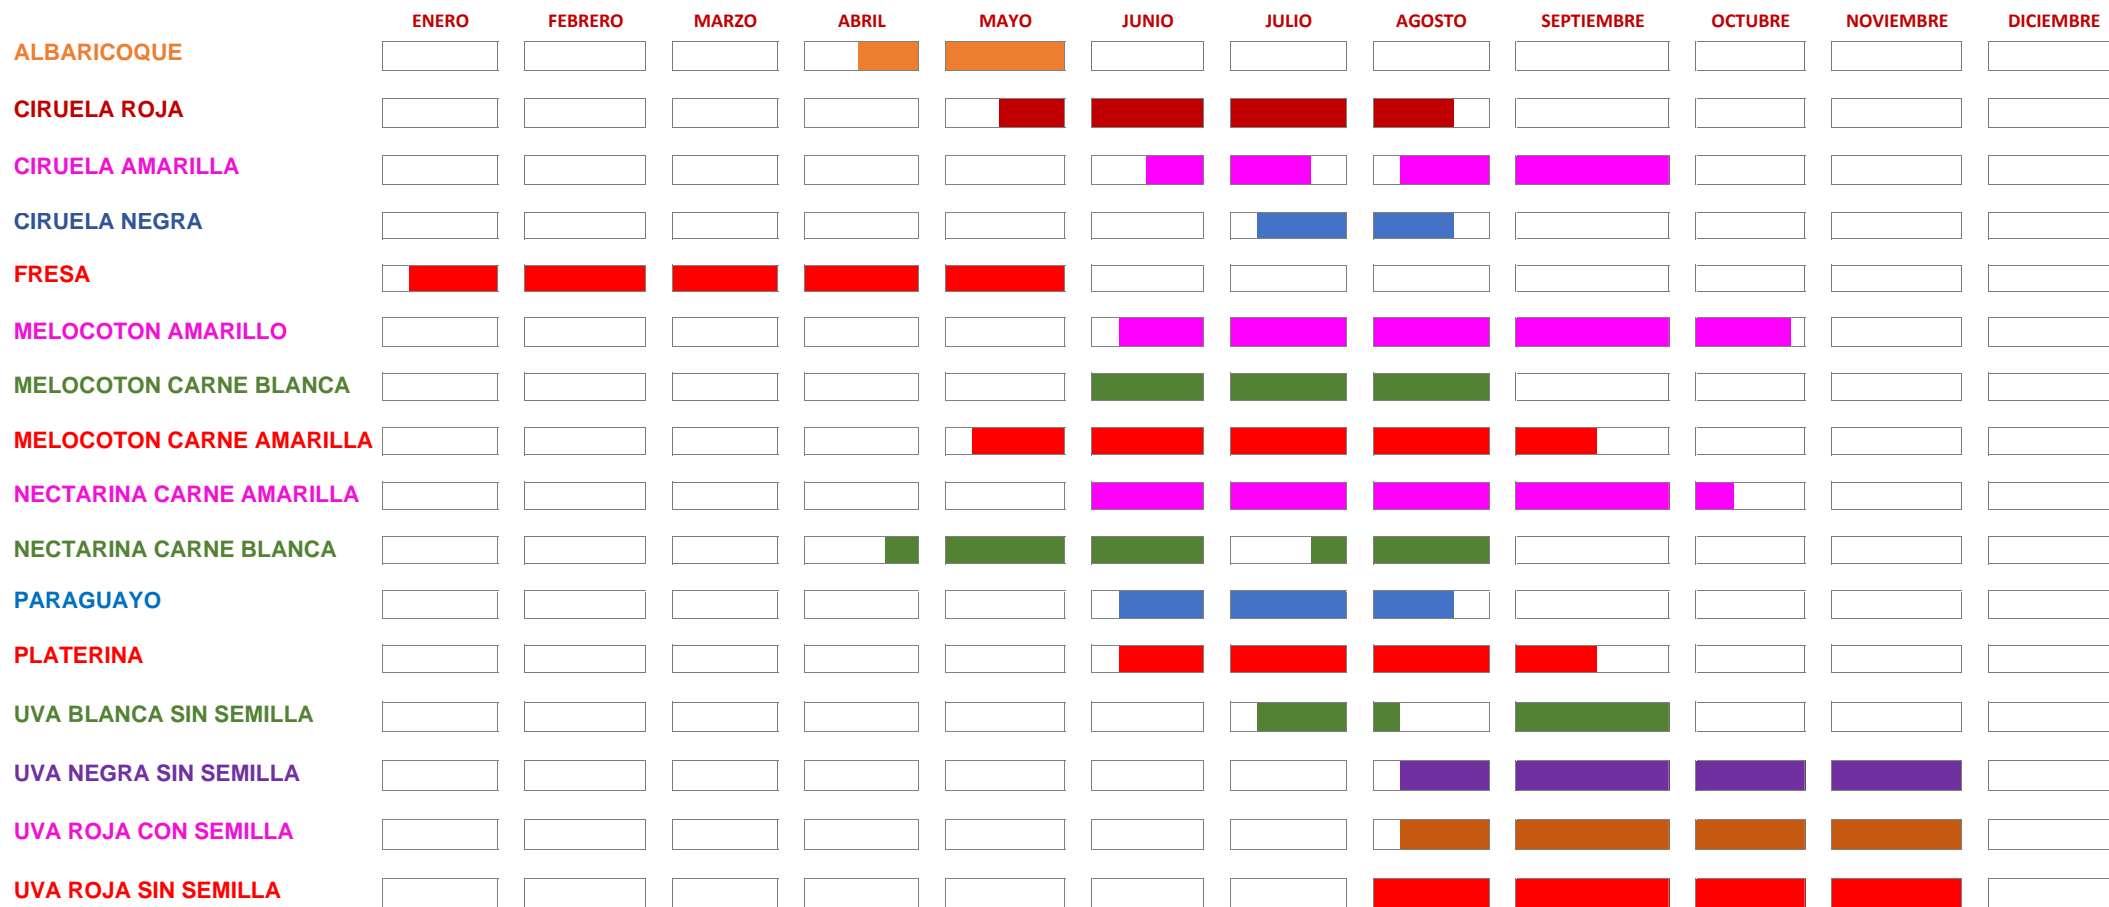 ENERO FEBRERO MARZO ABRIL MAYO JUNIO JULIO AGOSTO SEPTIEMBRE OCTUBRE NOVIEMBRE DICIEMBRE
ALBARICOQUE
CIRUELA ROJA
CIRUELA AMARILLA
CIRUELA NEGRA
FRESA
MELOCOTON AMARILLO
MELOCOTON CARNE BLANCA
MELOCOTON CARNE AMARILLA
NECTARINA CARNE AMARILLA
NECTARINA CARNE BLANCA
PARAGUAYO
PLATERINA
UVA BLANCA SIN SEMILLA
UVA NEGRA SIN SEMILLA
UVA ROJA CON SEMILLA
UVA ROJA SIN SEMILLA